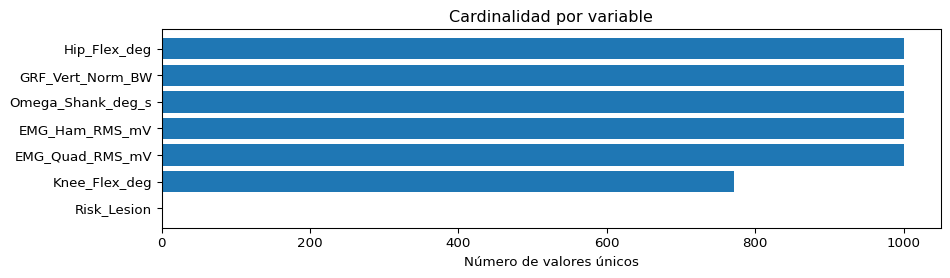 Cardinalidad por variable
Hip_Flex_deg
GRF_Vert_Norm_BW
Omega_Shank_deg_s
EMG_Ham_RMS_mV
EMG_Quad_RMS_mV
Knee_Flex_deg
Risk_Lesion
0 200 400 600 800 1000
Número de valores únicos